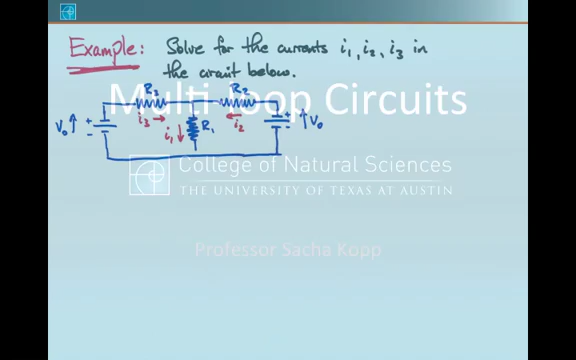 Example: Solve for the currents i₁, i₂, i₃ in
the circuit below.
R₂ R₂
V₀ + - i₃ i₁ R₁ i₂ + - V₀
Multi-loop Circuits
College of Natural Sciences
THE UNIVERSITY OF TEXAS AT AUSTIN
Professor Sacha Kopp